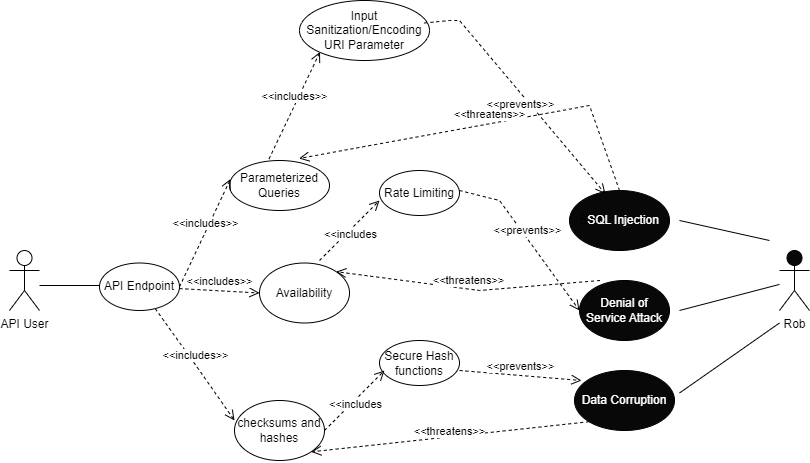 Input
Sanitization/Encoding
URI Parameter
<<includes>>
<<prevents>>
<<threatens>>
Parameterized
Queries
Rate Limiting
SQL Injection
<<includes>>
<<includes
<<prevents>>
API User
API Endpoint
<<includes>>
Availability
<<threatens>>
Denial of
Service Attack
Rob
<<includes>>
Secure Hash
functions
<<prevents>>
<<includes
Data Corruption
checksums and
hashes
<<threatens>>